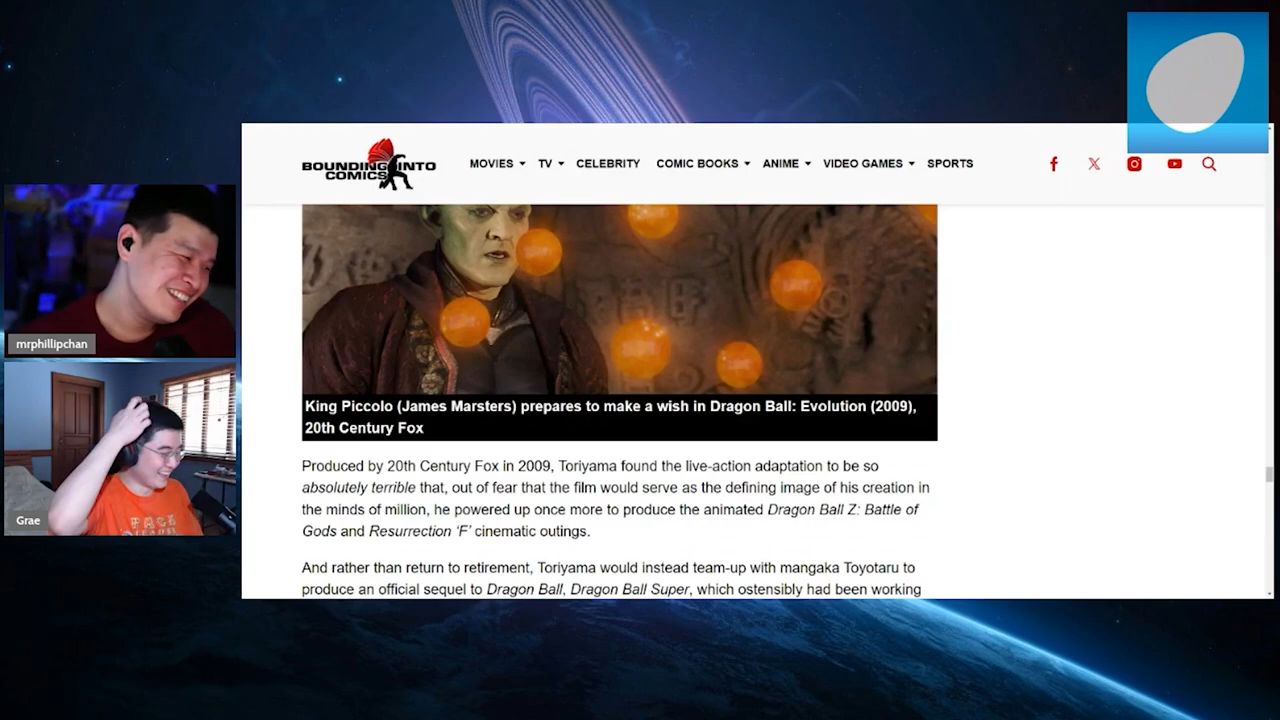 BOUNDING INTO
COMICS
MOVIES TV CELEBRITY COMIC BOOKS ANIME VIDEO GAMES SPORTS
mrphillipchan
Grae
King Piccolo (James Marsters) prepares to make a wish in Dragon Ball: Evolution (2009),
20th Century Fox
Produced by 20th Century Fox in 2009, Toriyama found the live-action adaptation to be so
absolutely terrible that, out of fear that the film would serve as the defining image of his creation in
the minds of million, he powered up once more to produce the animated Dragon Ball Z: Battle of
Gods and Resurrection ‘F’ cinematic outings.
And rather than return to retirement, Toriyama would instead team-up with mangaka Toyotaru to
produce an official sequel to Dragon Ball, Dragon Ball Super, which ostensibly had been working